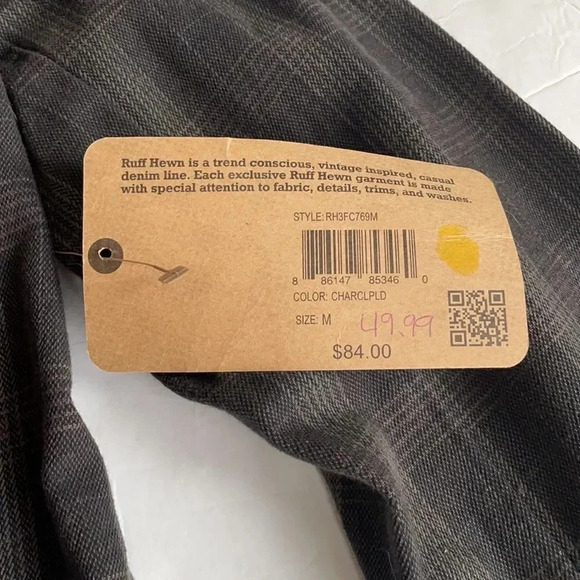 Ruff Hewn is a trend conscious, vintage inspired, casual
denim line. Each exclusive Ruff Hewn garment is made
with special attention to fabric, details, trims, and washes.
STYLE: RH3FC769M
8 86147 85346 0
COLOR: CHARCLPLD
SIZE: M
49.99
$84.00